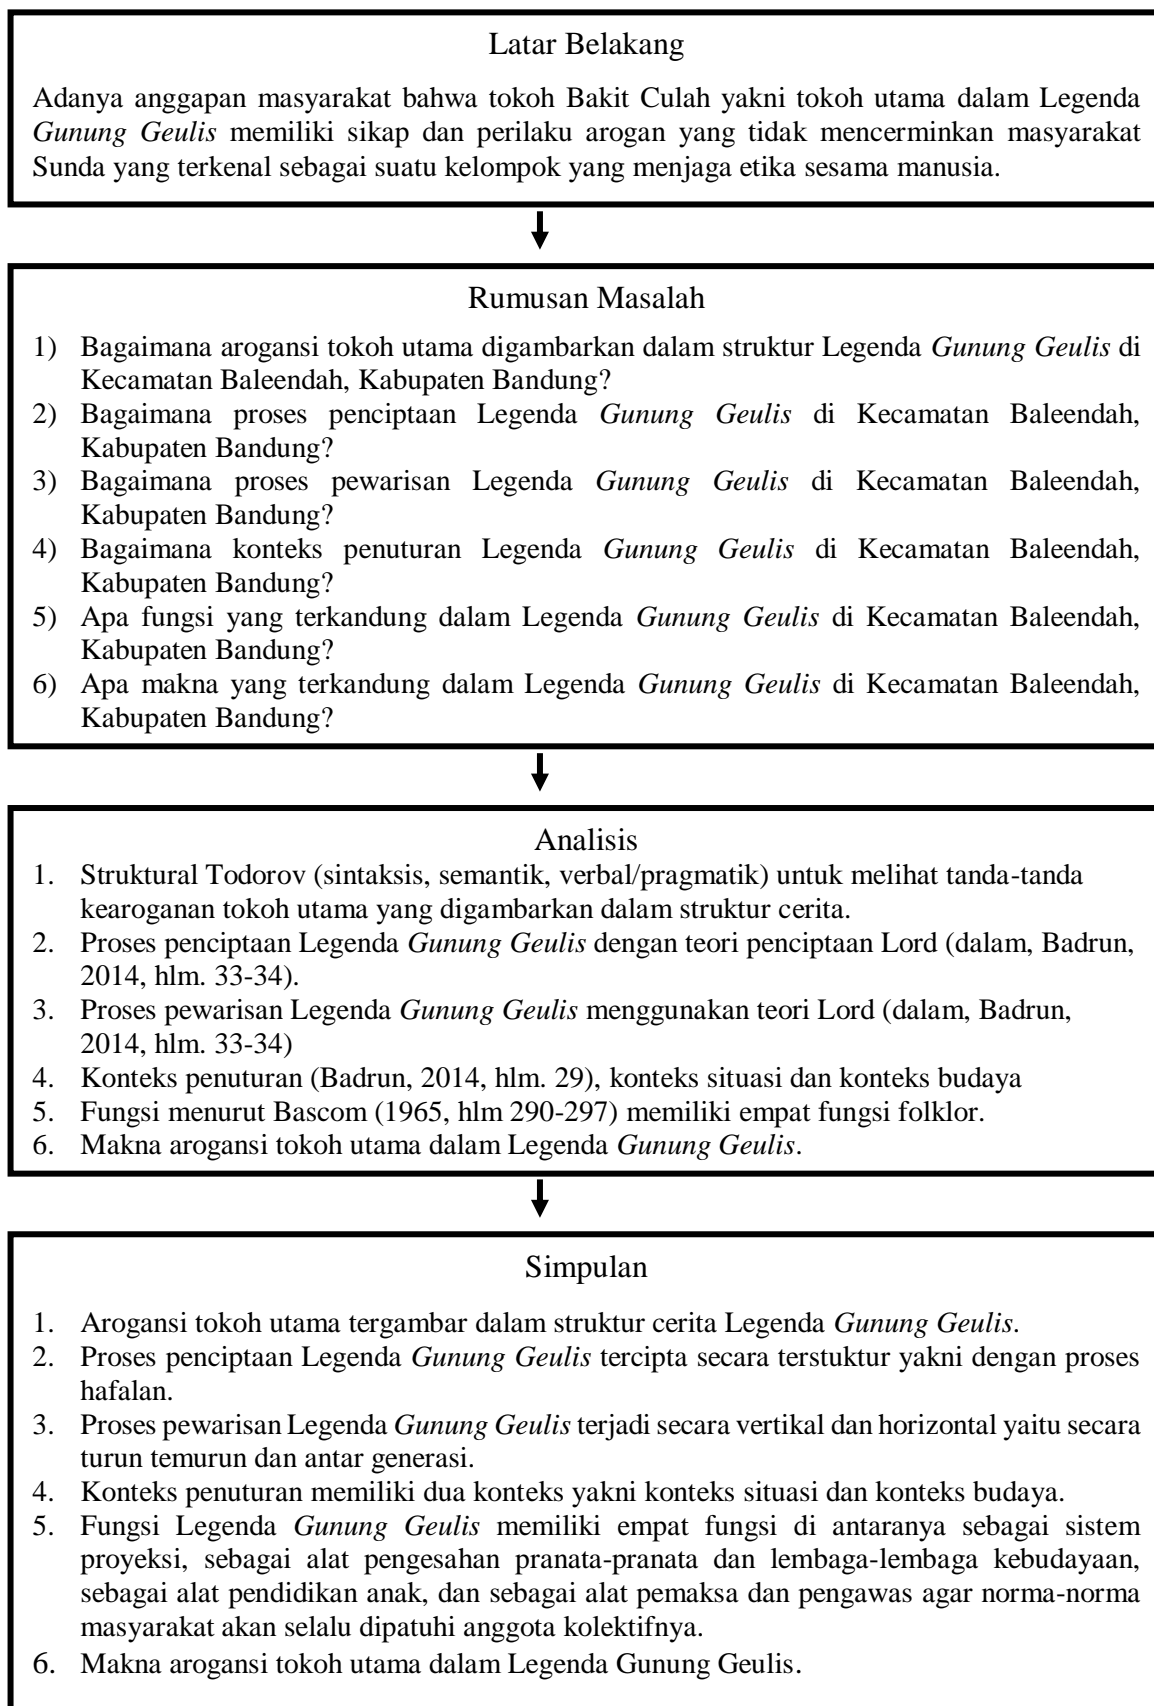 Latar Belakang
Adanya anggapan masyarakat bahwa tokoh Bakit Culah yakni tokoh utama dalam Legenda
Gunung Geulis memiliki sikap dan perilaku arogan yang tidak mencerminkan masyarakat
Sunda yang terkenal sebagai suatu kelompok yang menjaga etika sesama manusia.
Rumusan Masalah
1) Bagaimana arogansi tokoh utama digambarkan dalam struktur Legenda Gunung Geulis di
Kecamatan Baleendah, Kabupaten Bandung?
2) Bagaimana proses penciptaan Legenda Gunung Geulis di Kecamatan Baleendah,
Kabupaten Bandung?
3) Bagaimana proses pewarisan Legenda Gunung Geulis di Kecamatan Baleendah,
Kabupaten Bandung?
4) Bagaimana konteks penuturan Legenda Gunung Geulis di Kecamatan Baleendah,
Kabupaten Bandung?
5) Apa fungsi yang terkandung dalam Legenda Gunung Geulis di Kecamatan Baleendah,
Kabupaten Bandung?
6) Apa makna yang terkandung dalam Legenda Gunung Geulis di Kecamatan Baleendah,
Kabupaten Bandung?
Analisis
1. Struktural Todorov (sintaksis, semantik, verbal/pragmatik) untuk melihat tanda-tanda
kearoganan tokoh utama yang digambarkan dalam struktur cerita.
2. Proses penciptaan Legenda Gunung Geulis dengan teori penciptaan Lord (dalam, Badrun,
2014, hlm. 33-34).
3. Proses pewarisan Legenda Gunung Geulis menggunakan teori Lord (dalam, Badrun,
2014, hlm. 33-34)
4. Konteks penuturan (Badrun, 2014, hlm. 29), konteks situasi dan konteks budaya
5. Fungsi menurut Bascom (1965, hlm 290-297) memiliki empat fungsi folklor.
6. Makna arogansi tokoh utama dalam Legenda Gunung Geulis.
Simpulan
1. Arogansi tokoh utama tergambar dalam struktur cerita Legenda Gunung Geulis.
2. Proses penciptaan Legenda Gunung Geulis tercipta secara terstuktur yakni dengan proses
hafalan.
3. Proses pewarisan Legenda Gunung Geulis terjadi secara vertikal dan horizontal yaitu secara
turun temurun dan antar generasi.
4. Konteks penuturan memiliki dua konteks yakni konteks situasi dan konteks budaya.
5. Fungsi Legenda Gunung Geulis memiliki empat fungsi di antaranya sebagai sistem
proyeksi, sebagai alat pengesahan pranata-pranata dan lembaga-lembaga kebudayaan,
sebagai alat pendidikan anak, dan sebagai alat pemaksa dan pengawas agar norma-norma
masyarakat akan selalu dipatuhi anggota kolektifnya.
6. Makna arogansi tokoh utama dalam Legenda Gunung Geulis.